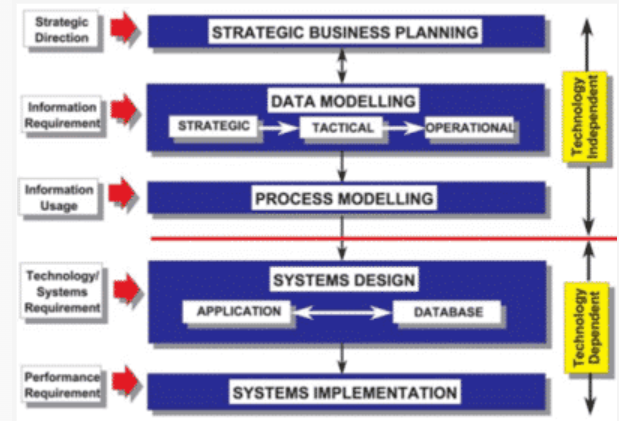 Strategic
Direction
STRATEGIC BUSINESS PLANNING
Information
Requirement
DATA MODELLING
STRATEGIC
TACTICAL
OPERATIONAL
Technology
Independent
Information
Usage
PROCESS MODELLING
Technology/
Systems
Requirement
SYSTEMS DESIGN
APPLICATION
DATABASE
Technology
Dependent
Performance
Requirement
SYSTEMS IMPLEMENTATION